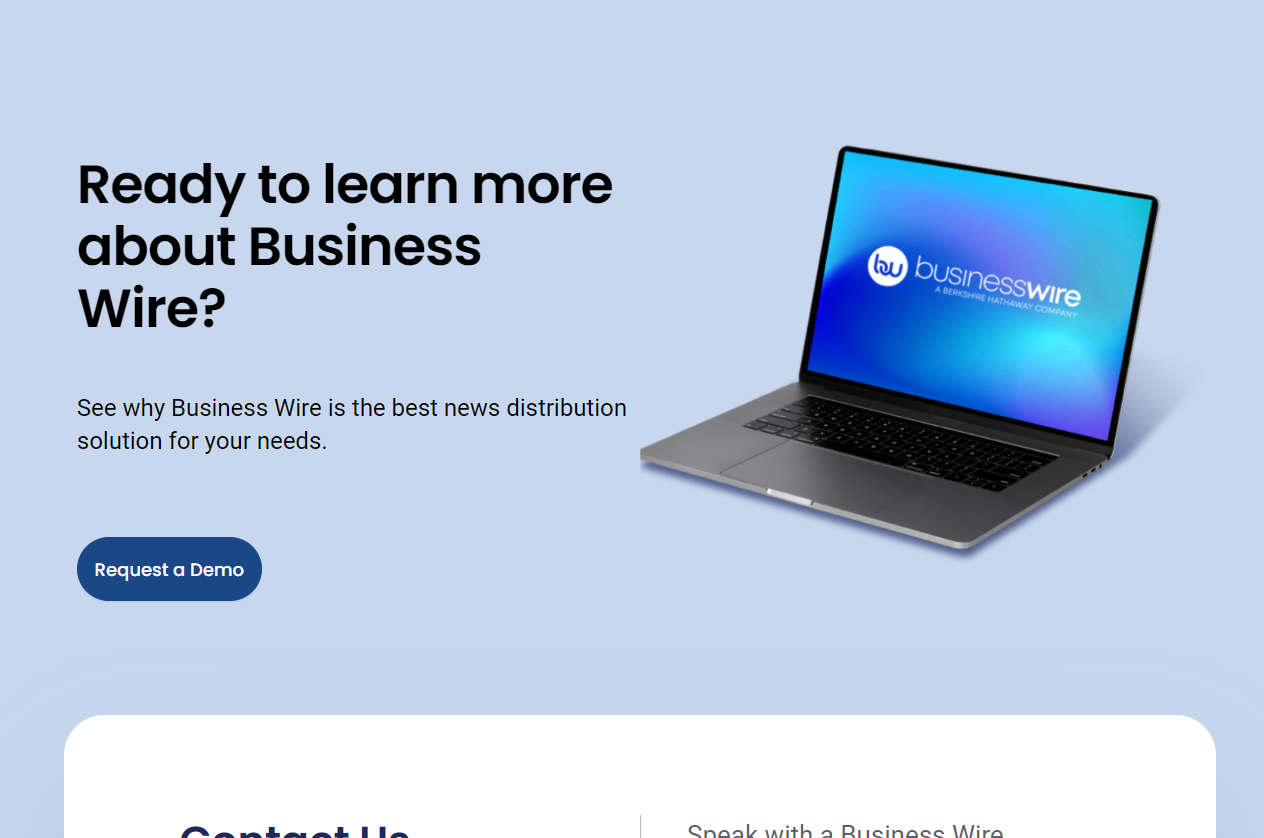 Ready to learn more
about Business
Wire?
See why Business Wire is the best news distribution
solution for your needs.
Request a Demo
bw businesswire
A BERKSHIRE HATHAWAY COMPANY
Contact Us
Speak with a Business Wire